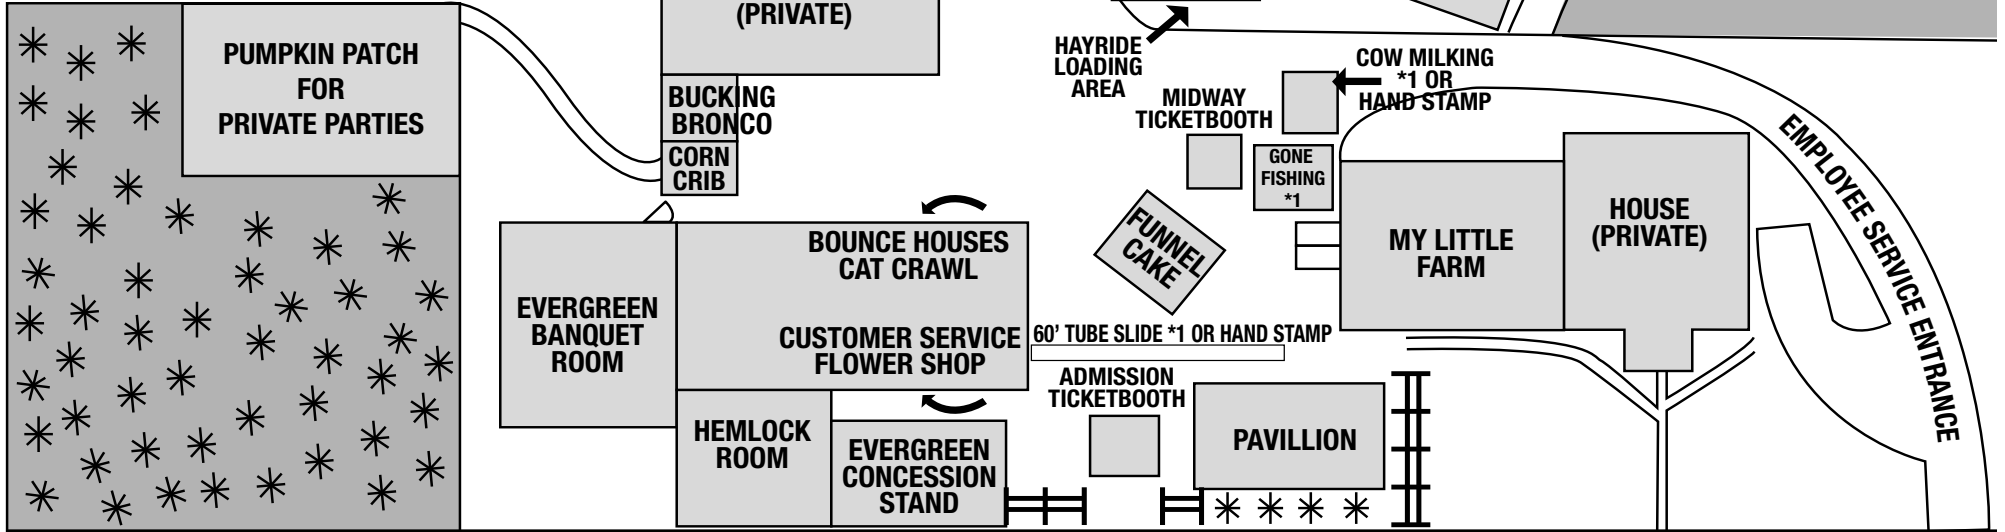 (PRIVATE)
PUMPKIN PATCH
FOR
PRIVATE PARTIES
BUCKING
BRONCO
CORN
CRIB
HAYRIDE
LOADING
AREA
COW MILKING
*1 OR
HAND STAMP
MIDWAY
TICKETBOOTH
GONE
FISHING
*1
FUNNEL
CAKE
MY LITTLE
FARM
HOUSE
(PRIVATE)
EMPLOYEE SERVICE ENTRANCE
BOUNCE HOUSES
CAT CRAWL
EVERGREEN
BANQUET
ROOM
CUSTOMER SERVICE
FLOWER SHOP
60' TUBE SLIDE *1 OR HAND STAMP
ADMISSION
TICKETBOOTH
HEMLOCK
ROOM
EVERGREEN
CONCESSION
STAND
PAVILLION